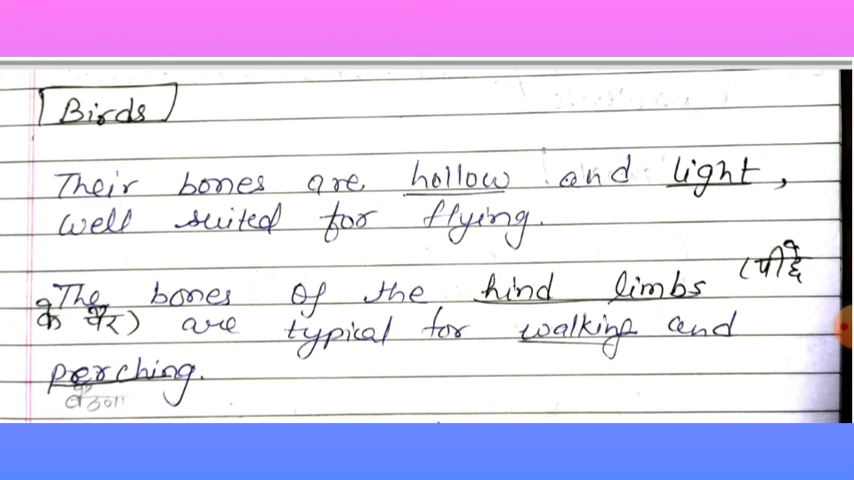 Birds
Their bones are hollow and light,
well suited for flying.
The bones of the hind limbs (पीछे
के पैर) are typical for walking and
perching.
बैठना